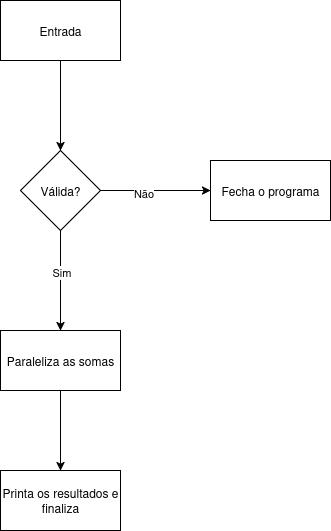 Entrada
Válida?
Não
Fecha o programa
Sim
Paraleliza as somas
Printa os resultados e
finaliza